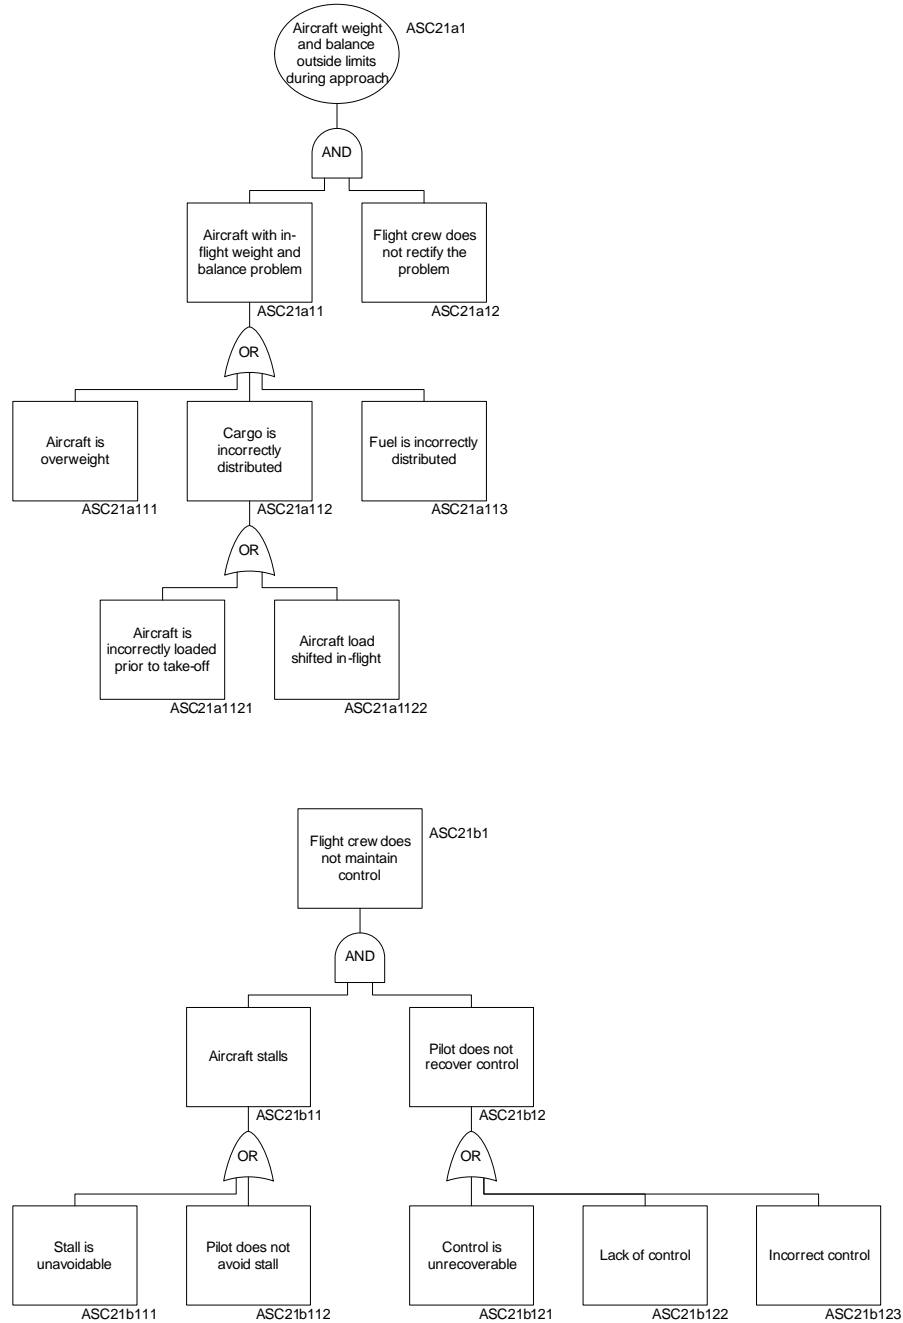 Aircraft weight
and balance
outside limits
during approach
ASC21a1
AND
Aircraft with in-
flight weight and
balance problem
ASC21a11
Flight crew does
not rectify the
problem
ASC21a12
OR
Aircraft is
overweight
ASC21a111
Cargo is
incorrectly
distributed
ASC21a112
Fuel is incorrectly
distributed
ASC21a113
OR
Aircraft is
incorrectly loaded
prior to take-off
ASC21a1121
Aircraft load
shifted in-flight
ASC21a1122
Flight crew does
not maintain
control
ASC21b1
AND
Aircraft stalls
ASC21b11
Pilot does not
recover control
ASC21b12
OR
OR
Stall is
unavoidable
ASC21b111
Pilot does not
avoid stall
ASC21b112
Control is
unrecoverable
ASC21b121
Lack of control
ASC21b122
Incorrect control
ASC21b123